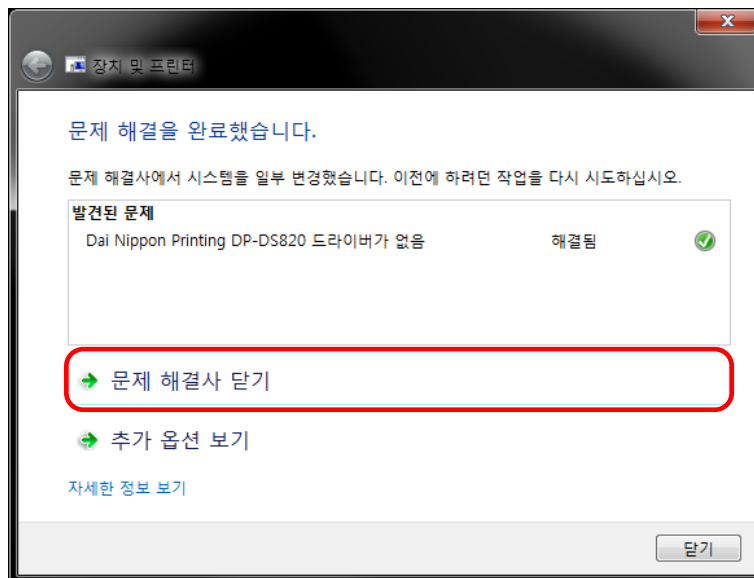 장치 및 프린터
문제 해결을 완료했습니다.
문제 해결사에서 시스템을 일부 변경했습니다. 이전에 하려던 작업을 다시 시도하십시오.
발견된 문제
Dai Nippon Printing DP-DS820 드라이버가 없음 해결됨
문제 해결사 닫기
추가 옵션 보기
자세한 정보 보기
닫기